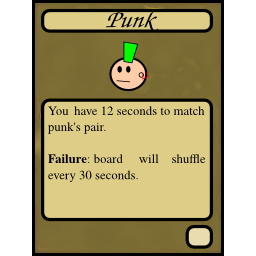 Punk
You have 12 seconds to match
punk's pair.
Failure: board will shuffle
every 30 seconds.